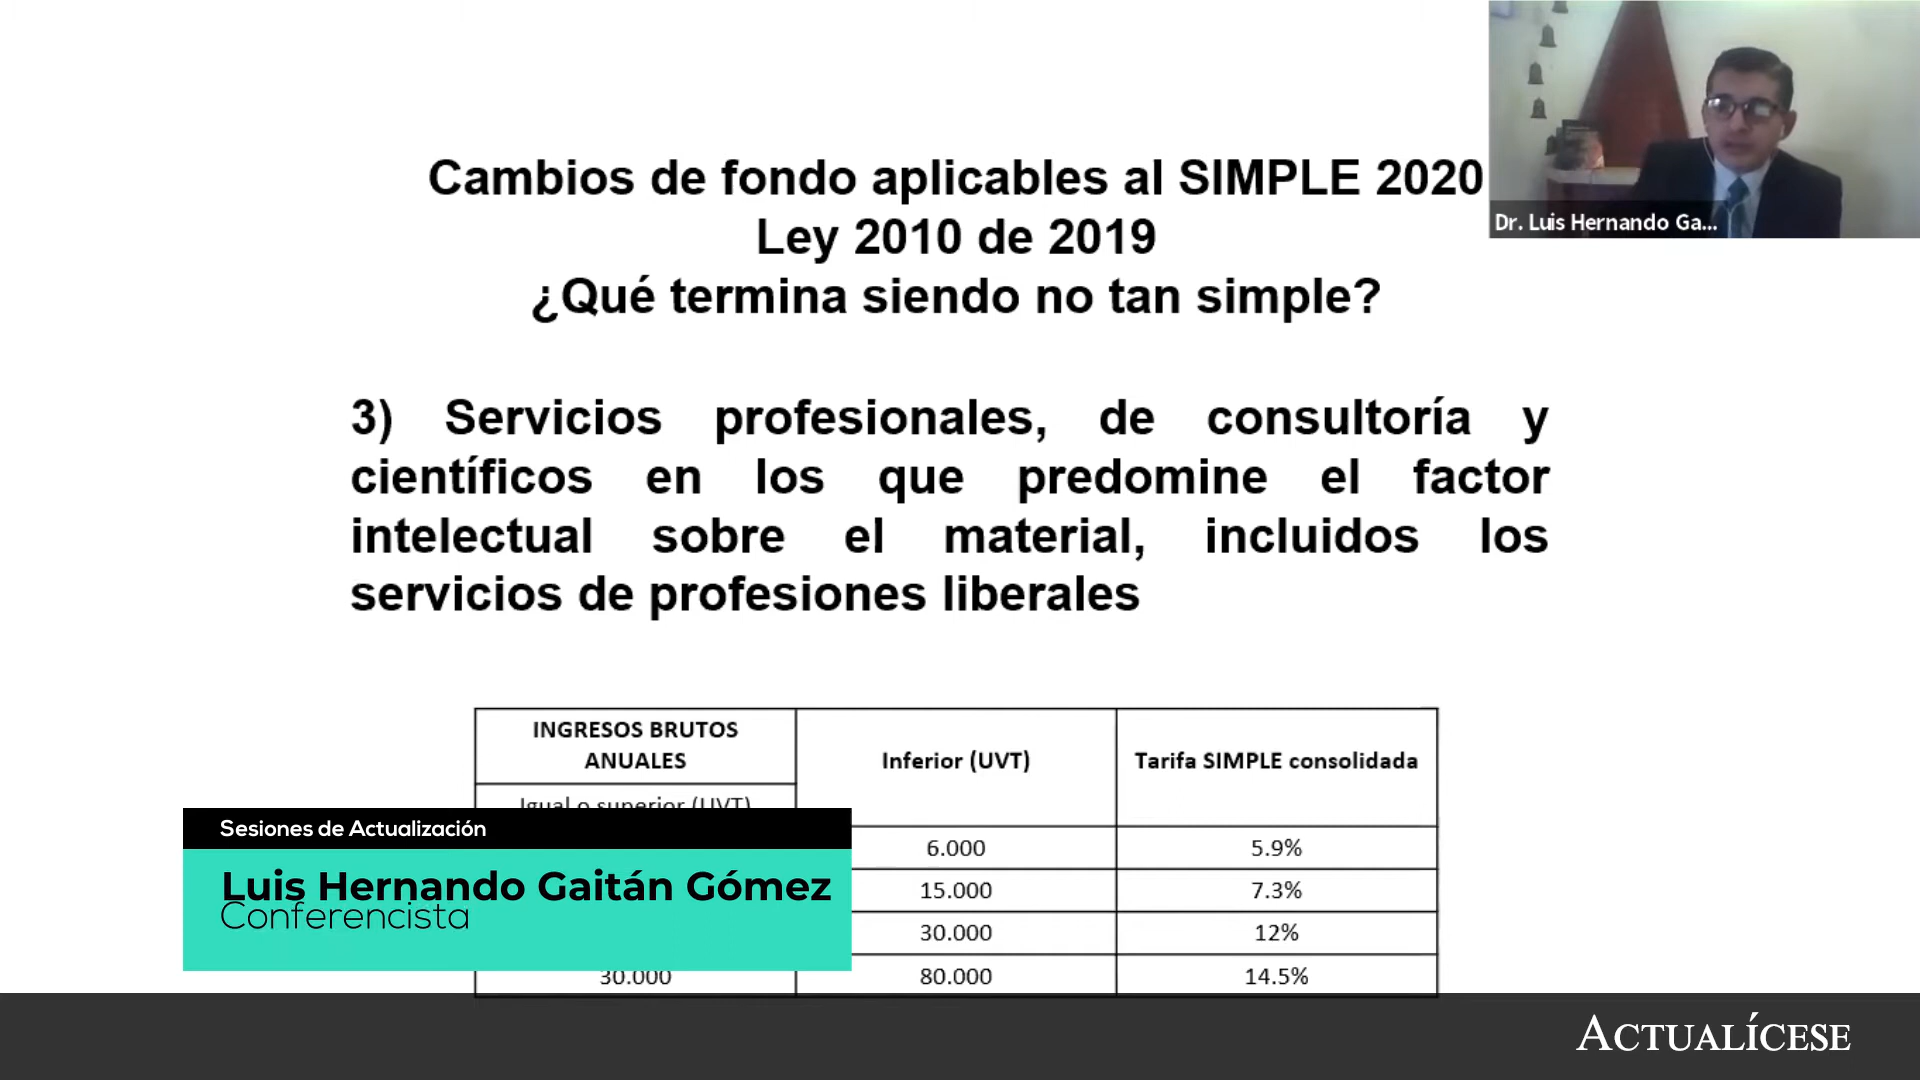 Cambios de fondo aplicables al SIMPLE 2020
Ley 2010 de 2019
¿Qué termina siendo no tan simple?
Dr. Luis Hernando Ga...
3) Servicios profesionales, de consultoría y
científicos en los que predomine el factor
intelectual sobre el material, incluidos los
servicios de profesiones liberales
INGRESOS BRUTOS
ANUALES
Inferior (UVT)
Tarifa SIMPLE consolidada
Igual o superior (UVT)
6.000 5.9%
15.000 7.3%
30.000 12%
30.000 80.000 14.5%
Sesiones de Actualización
Luis Hernando Gaitán Gómez
Conferencista
ACTUALÍCESE